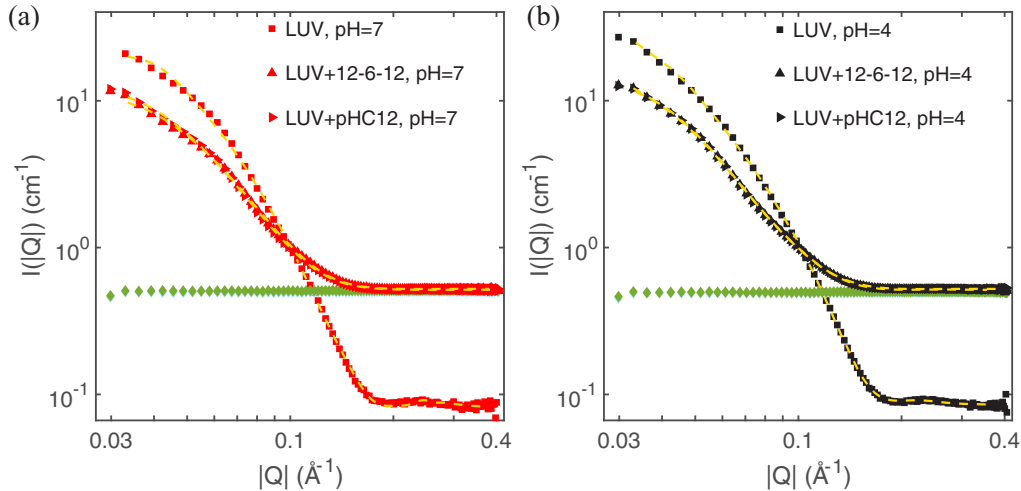 (a)
LUV, pH=7
LUV+12-6-12, pH=7
LUV+pHC12, pH=7
10¹
10⁰
10⁻¹
I(|Q|) (cm⁻¹)
0.03
0.1
0.4
|Q| (Å⁻¹)
(b)
LUV, pH=4
LUV+12-6-12, pH=4
LUV+pHC12, pH=4
10¹
10⁰
10⁻¹
I(|Q|) (cm⁻¹)
0.03
0.1
0.4
|Q| (Å⁻¹)